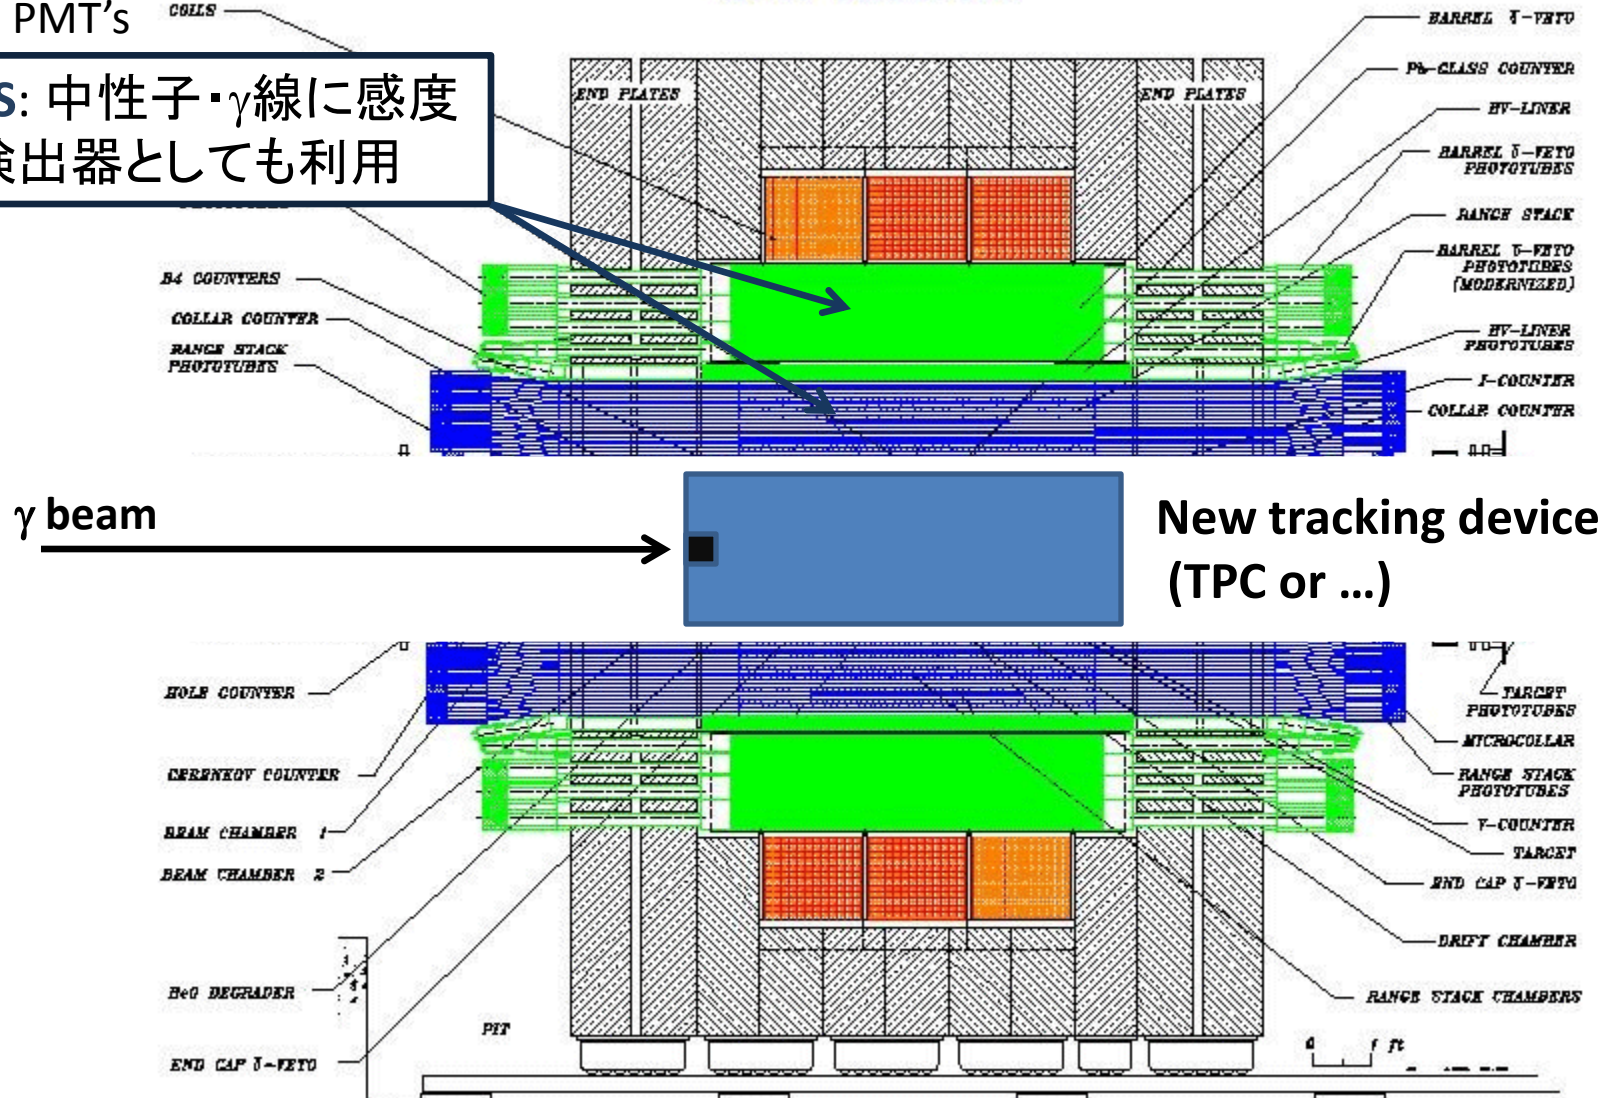 PMT's
COILS
S: 中性子・γ線に感度
検出器としても利用
END PLATES
END PLATES
B4 COUNTERS
COLLAR COUNTER
RANGE STACK
PHOTOTUBES
BARREL γ-VETO
Pb-GLASS COUNTER
BV-LINER
BARREL γ-VETO
PHOTOTUBES
RANGE STACK
BARREL γ-VETO
PHOTOTUBES
(MODERNIZED)
BV-LINER
PHOTOTUBES
I-COUNTER
COLLAR COUNTER
γ beam
New tracking device
(TPC or ...)
HOLE COUNTER
CERENKOV COUNTER
BEAM CHAMBER 1
BEAM CHAMBER 2
BeO DEGRADER
END CAP γ-VETO
PIT
TARGET
PHOTOTUBES
MICROCOLLAR
RANGE STACK
PHOTOTUBES
V-COUNTER
TARGET
END CAP γ-VETO
DRIFT CHAMBER
RANGE STACK CHAMBERS
0 1 ft